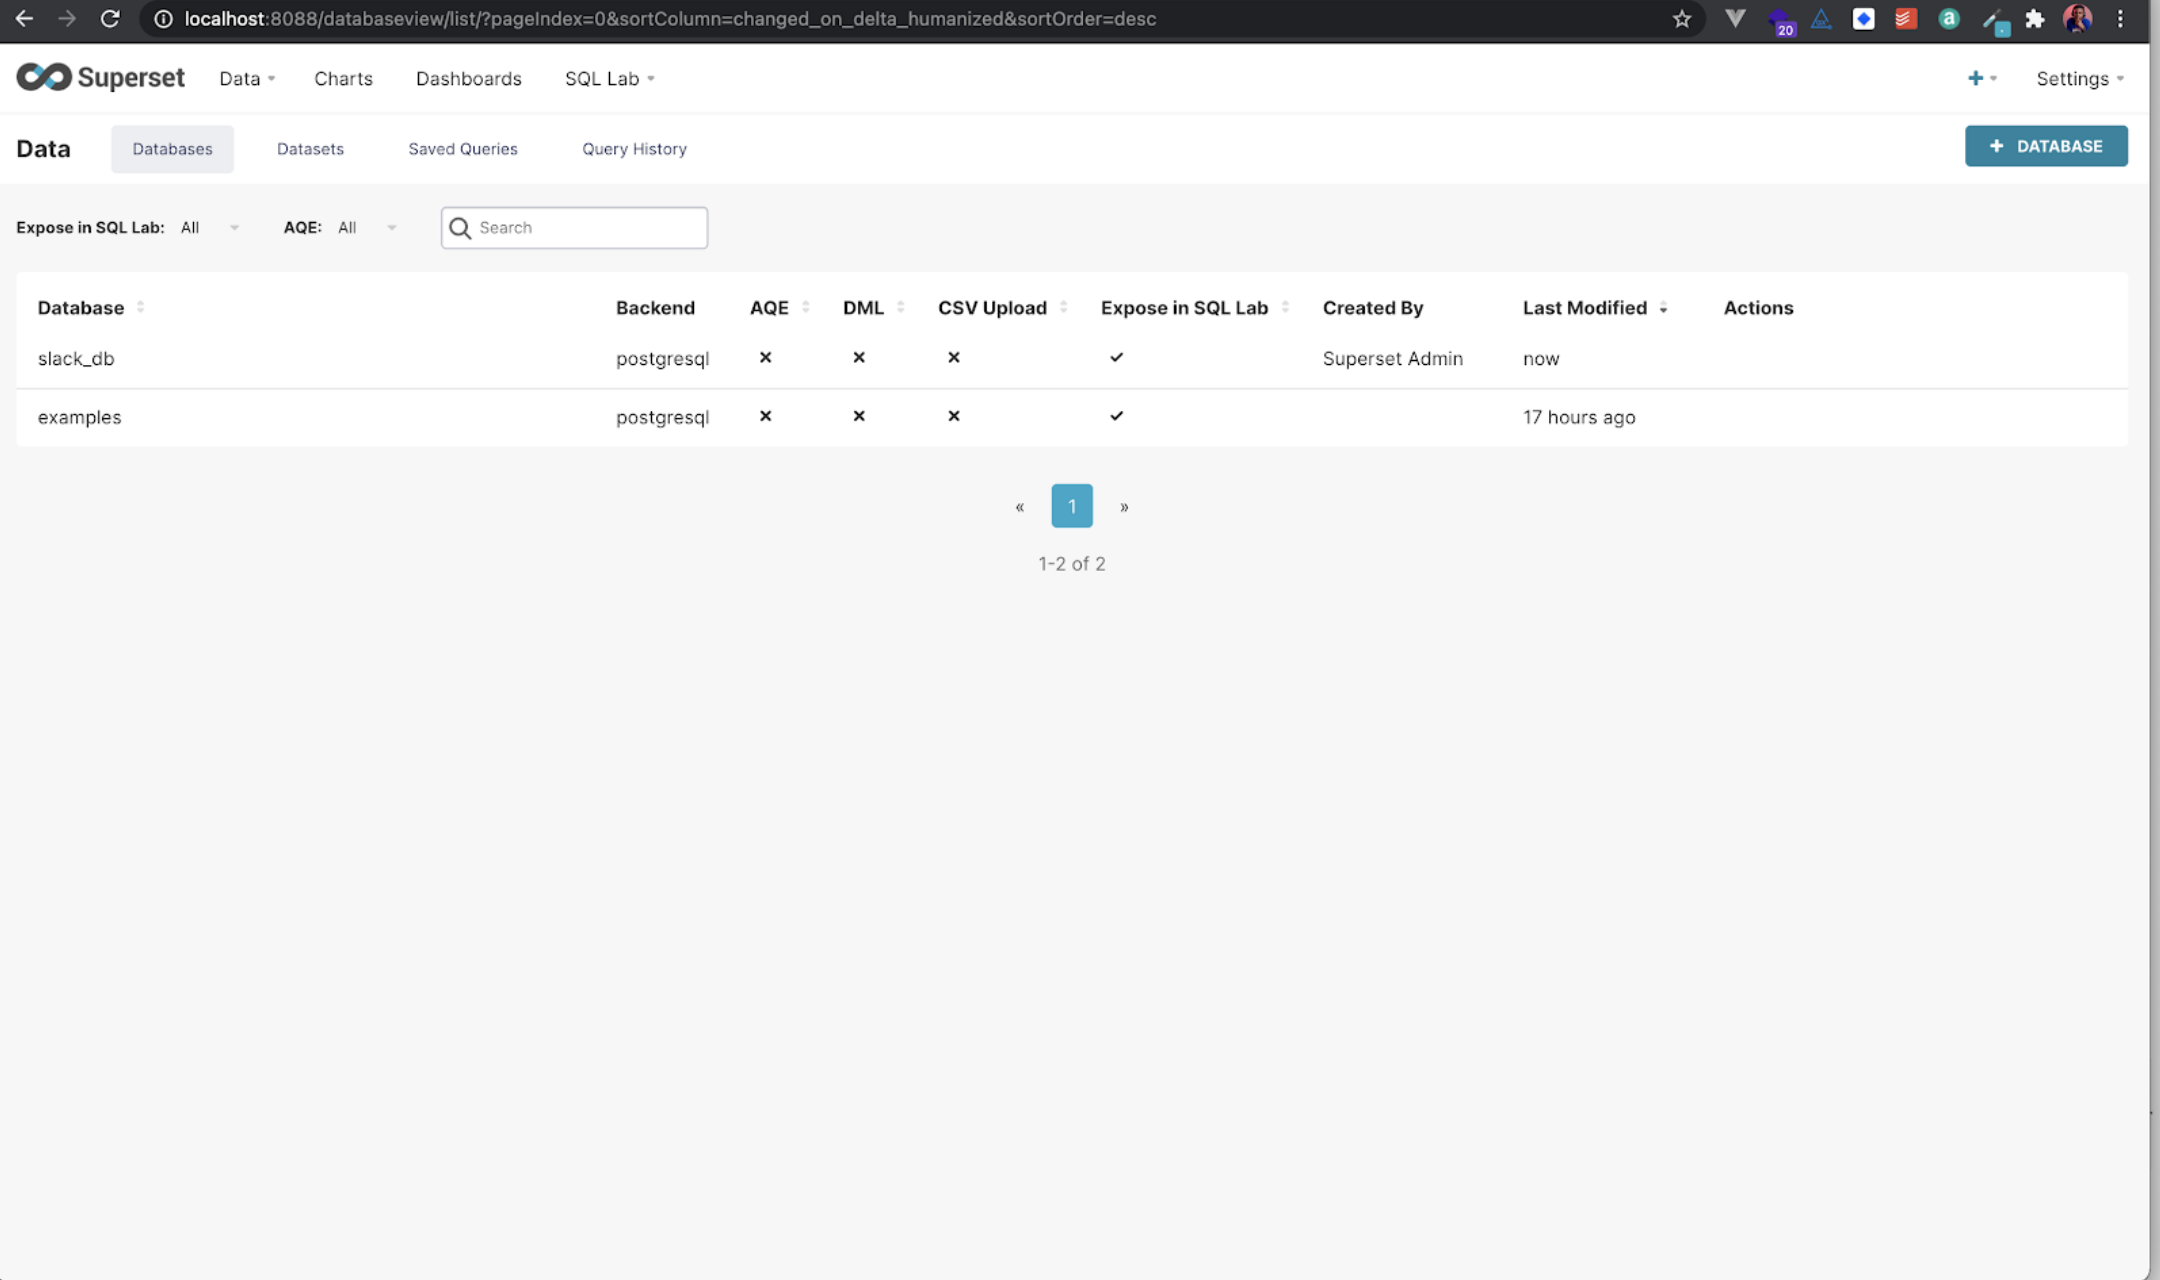 localhost:8088/databaseview/list/?pageIndex=0&sortColumn=changed_on_delta_humanized&sortOrder=desc
20
a
Superset Data Charts Dashboards SQL Lab + Settings
Data Databases Datasets Saved Queries Query History + DATABASE
Expose in SQL Lab: All AQE: All Search
Database Backend AQE DML CSV Upload Expose in SQL Lab Created By Last Modified Actions
slack_db postgresql × × × ✓ Superset Admin now
examples postgresql × × × ✓ 17 hours ago
« 1 »
1-2 of 2